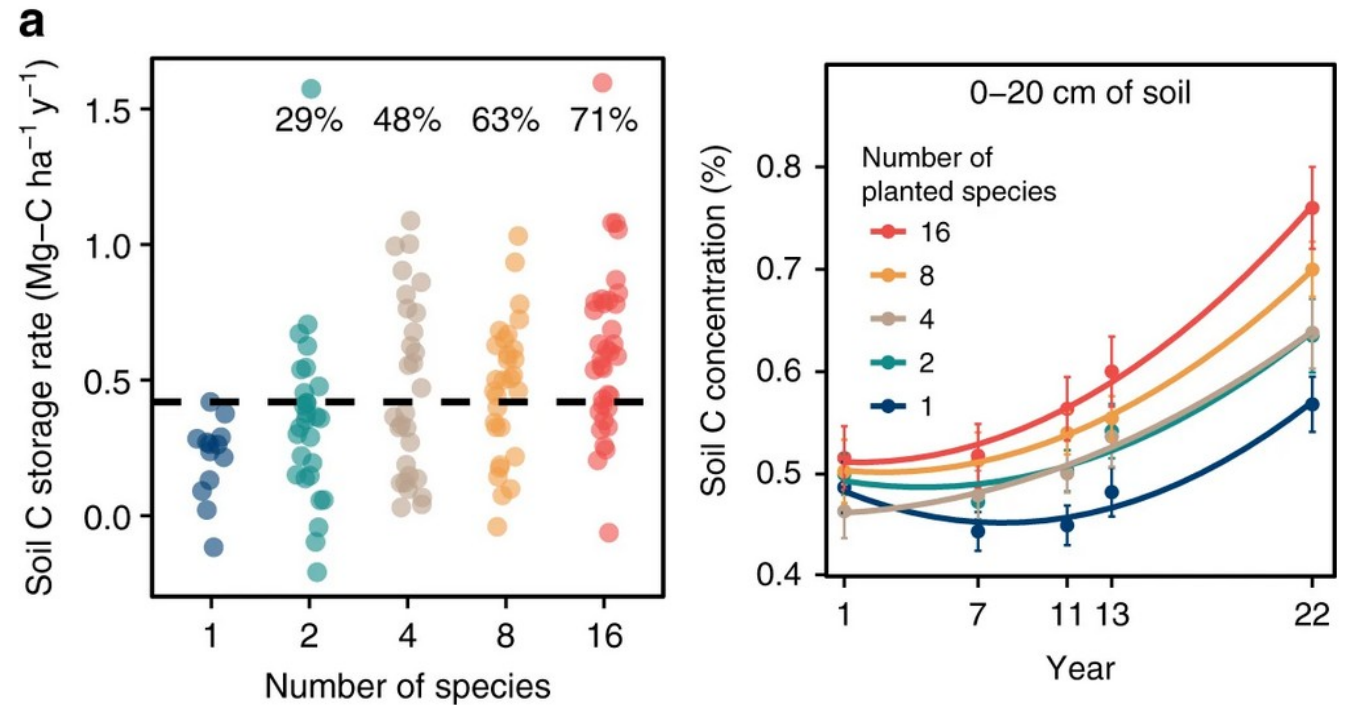 a
Soil C storage rate (Mg–C ha⁻¹ y⁻¹)
1.5
1.0
0.5
0.0
29% 48% 63% 71%
1 2 4 8 16
Number of species
0–20 cm of soil
Soil C concentration (%)
0.8
0.7
0.6
0.5
0.4
Number of
planted species
16
8
4
2
1
1 7 11 13 22
Year